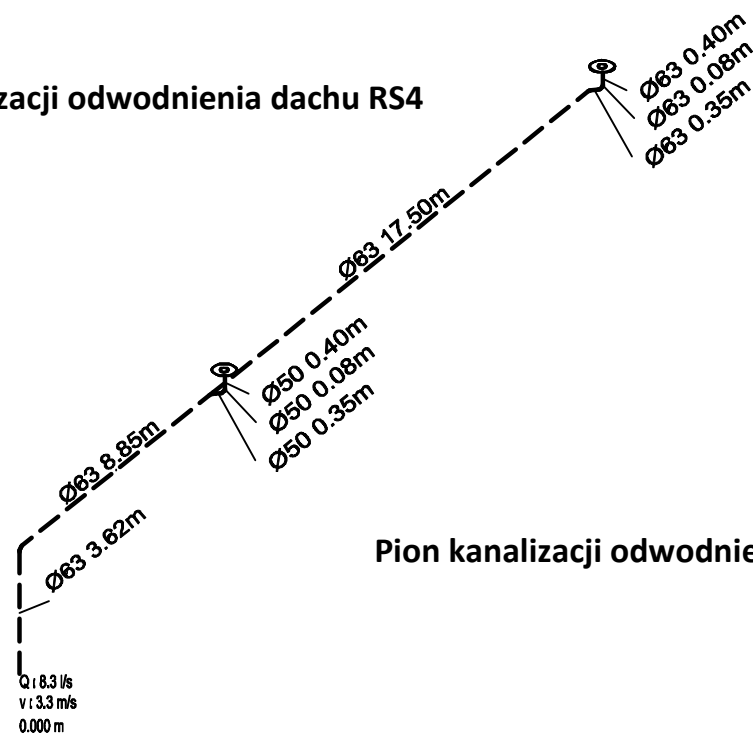 zacji odwodnienia dachu RS4
Ø63 0.40m
Ø63 0.08m
Ø63 0.35m
Ø63 17.50m
Ø50 0.40m
Ø50 0.08m
Ø50 0.35m
Ø63 8.85m
Ø63 3.62m
Pion kanalizacji odwodnie
Q : 8.3 l/s
v : 3.3 m/s
0.000 m